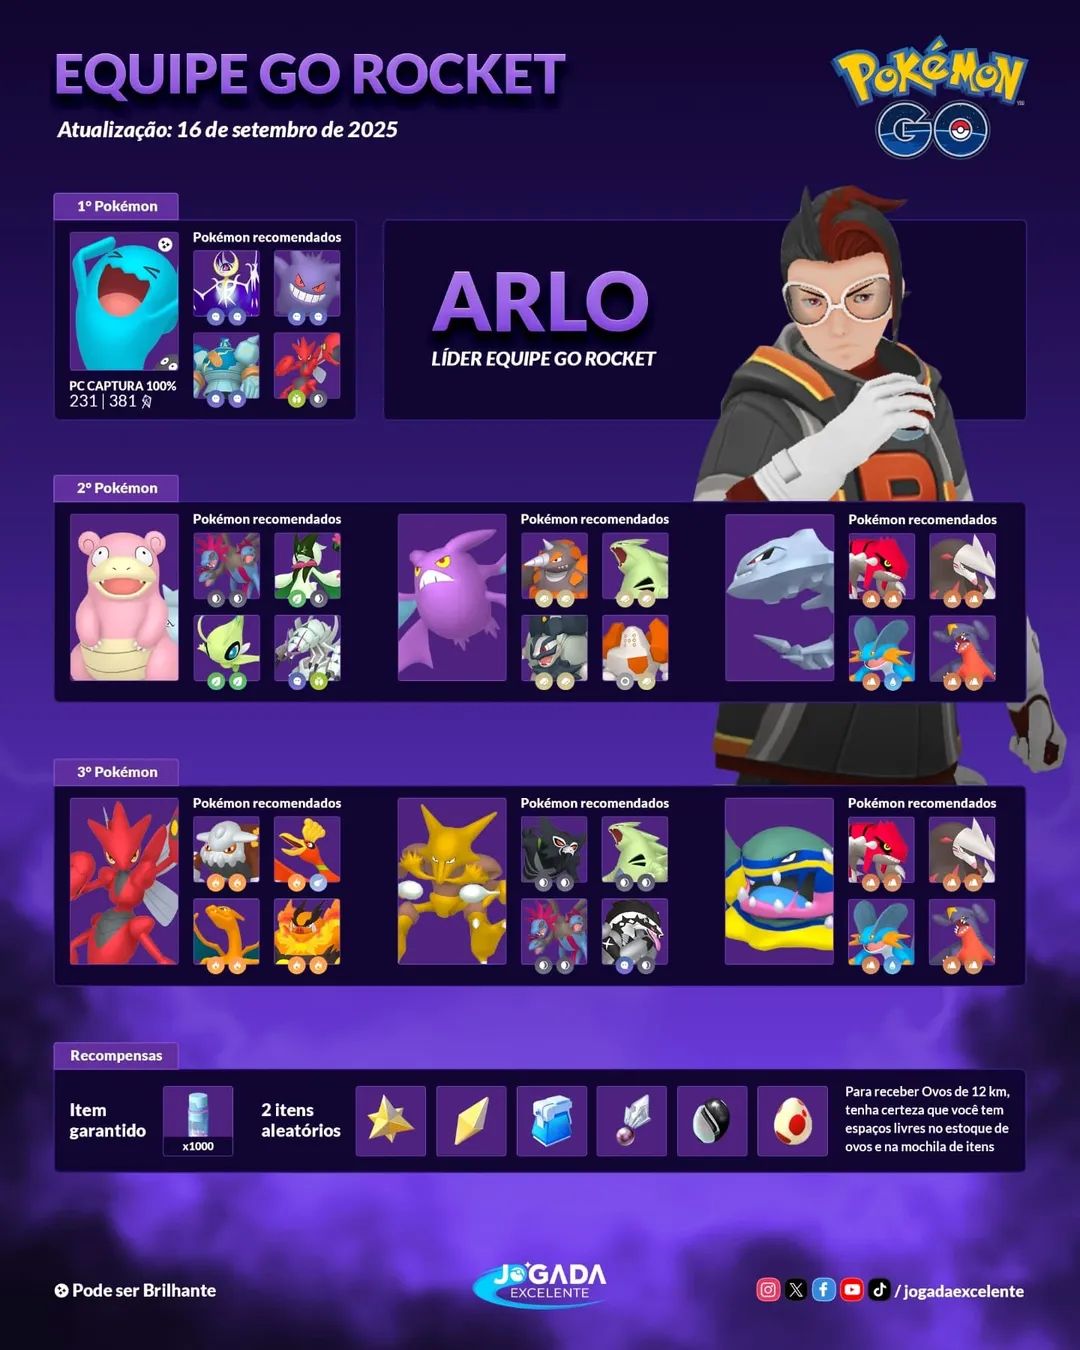 EQUIPE GO ROCKET
Atualização: 16 de setembro de 2025
POKéMON
TM
GO
1º Pokémon
Pokémon recomendados
PC CAPTURA 100%
231 | 381
ARLO
LÍDER EQUIPE GO ROCKET
R
2º Pokémon
Pokémon recomendados
Pokémon recomendados
Pokémon recomendados
3º Pokémon
Pokémon recomendados
Pokémon recomendados
Pokémon recomendados
Recompensas
Item
garantido
x1000
2 itens
aleatórios
Para receber Ovos de 12 km,
tenha certeza que você tem
espaços livres no estoque de
ovos e na mochila de itens
Pode ser Brilhante
JOGADA
EXCELENTE
/ jogadaexcelente